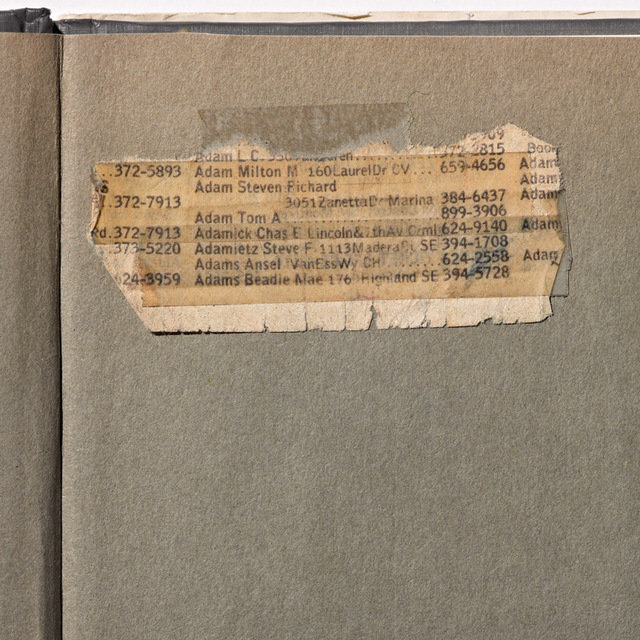 Adam L C
372-2815 Boo
..372-5893 Adam Milton M 160LaurelDr CV... 659-4656 Adam
Adam Steven Richard Adam
.372-7913 3051ZanettaDr Marina 384-6437 Adam
Adam Tom A .......... 899-3906
Rd.372-7913 Adamick Chas E Lincoln&7thAv Crml 624-9140 Adam
.373-5220 Adamietz Steve F 1113MaderaCt SE 394-1708
Adams Ansel VanEssWy CH ...... 624-2558 Adam
24-3959 Adams Beadie Mae 176 Highland SE 394-5728